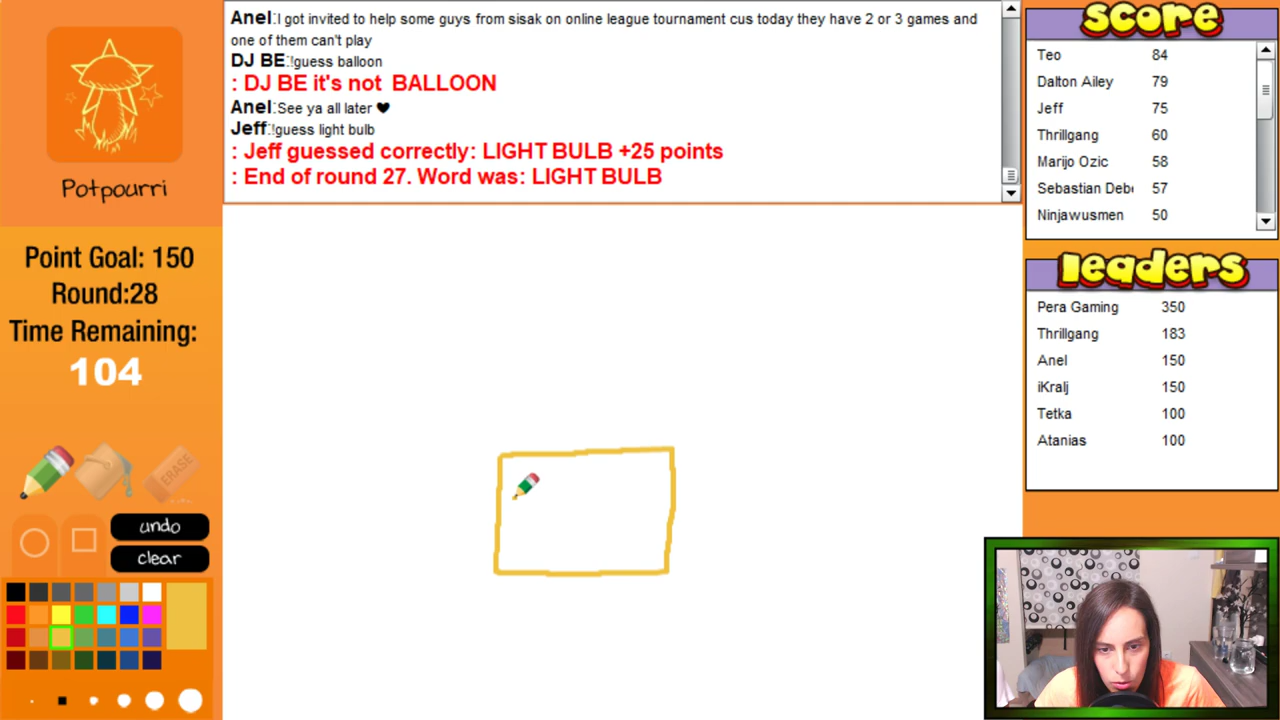 Potpourri
Point Goal: 150
Round:28
Time Remaining:
104
ERASE
undo
clear
Anel:I got invited to help some guys from sisak on online league tournament cus today they have 2 or 3 games and
one of them can't play
DJ BE:!guess balloon
: DJ BE it's not BALLOON
Anel:See ya all later ♥
Jeff:!guess light bulb
: Jeff guessed correctly: LIGHT BULB +25 points
: End of round 27. Word was: LIGHT BULB
score
Teo 84
Dalton Ailey 79
Jeff 75
Thrillgang 60
Marijo Ozic 58
Sebastian Deb 57
Ninjawusmen 50
leaders
Pera Gaming 350
Thrillgang 183
Anel 150
iKralj 150
Tetka 100
Atanias 100